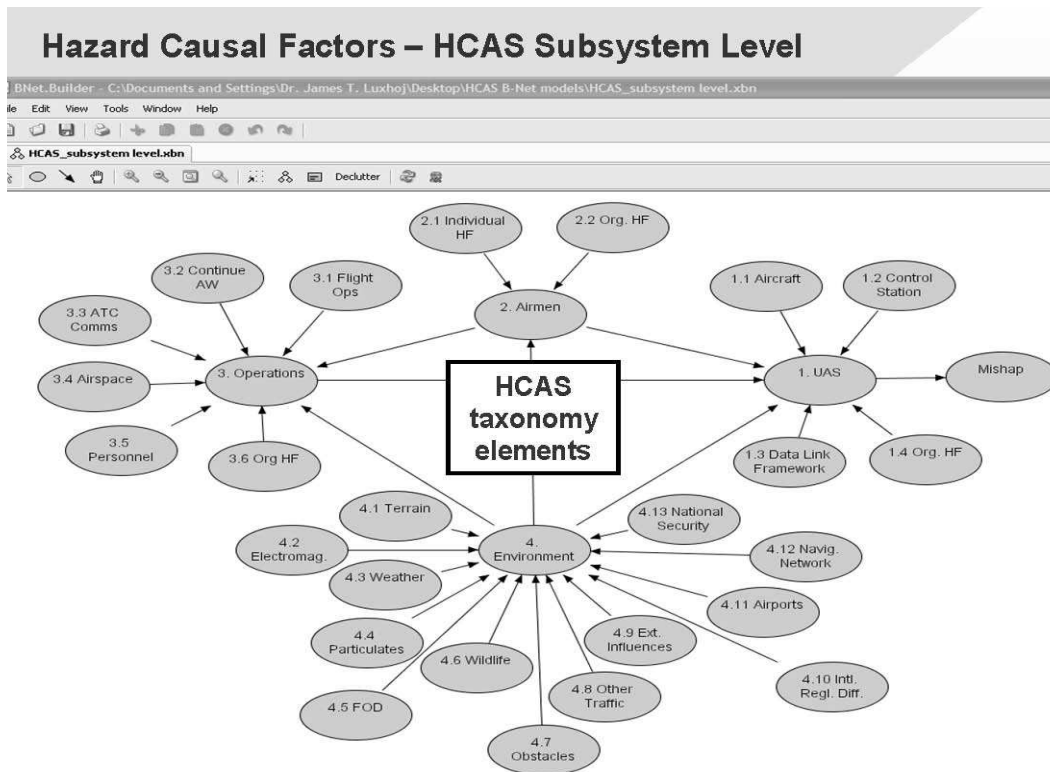 Hazard Causal Factors – HCAS Subsystem Level
BNet.Builder - C:\Documents and Settings\Dr. James T. Luxhoj\Desktop\HCAS B-Net models\HCAS_subsystem level.xbn
ile Edit View Tools Window Help
HCAS_subsystem level.xbn
Declutter
2.1 Individual
HF
2.2 Org. HF
3.2 Continue
AW
3.1 Flight
Ops
1.1 Aircraft
1.2 Control
Station
3.3 ATC
Comms
2. Airmen
3.4 Airspace
3. Operations
HCAS
taxonomy
elements
1. UAS
Mishap
3.5
Personnel
3.6 Org HF
1.3 Data Link
Framework
1.4 Org. HF
4.1 Terrain
4.13 National
Security
4.2
Electromag.
4.
Environment
4.12 Navig.
Network
4.3 Weather
4.11 Airports
4.4
Particulates
4.9 Ext.
Influences
4.6 Wildlife
4.10 Intl.
Regl. Diff.
4.8 Other
Traffic
4.5 FOD
4.7
Obstacles